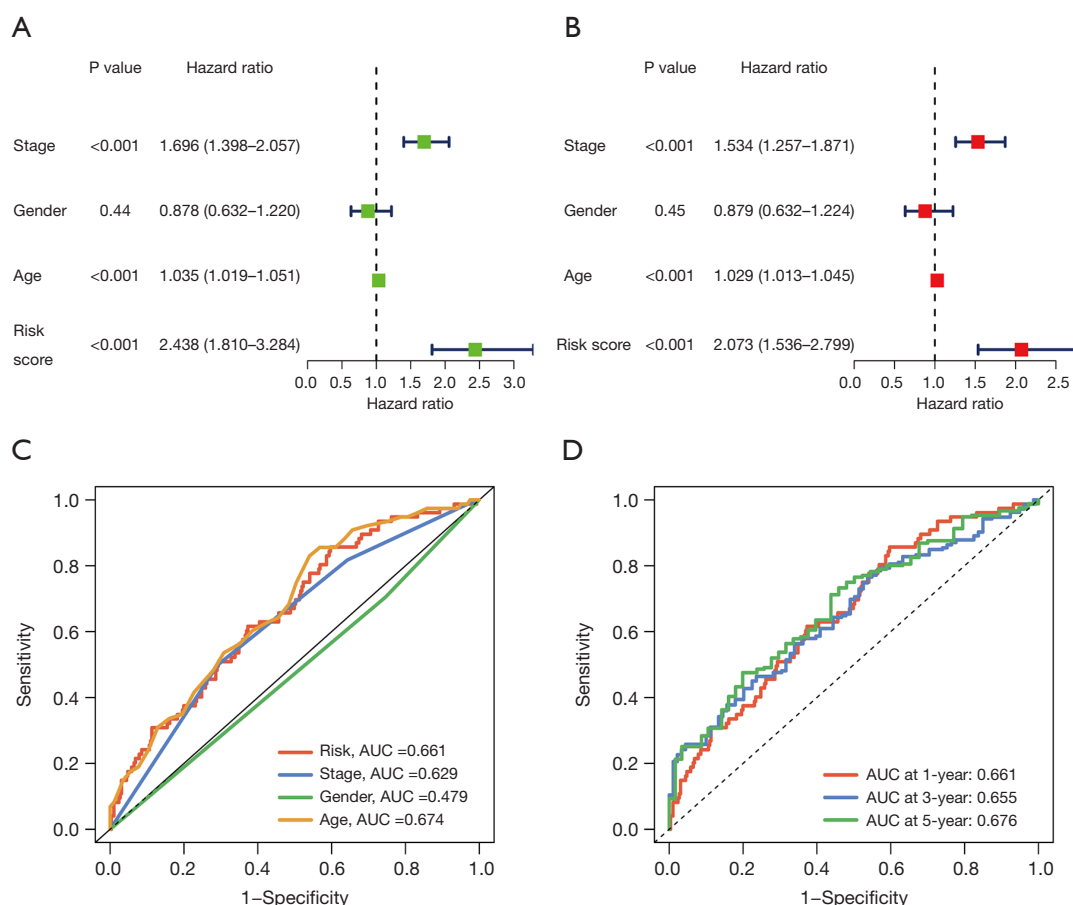 A
P value Hazard ratio
Stage <0.001 1.696 (1.398–2.057)
Gender 0.44 0.878 (0.632–1.220)
Age <0.001 1.035 (1.019–1.051)
Risk
score <0.001 2.438 (1.810–3.284)
0.0 0.5 1.0 1.5 2.0 2.5 3.0
Hazard ratio
B
P value Hazard ratio
Stage <0.001 1.534 (1.257–1.871)
Gender 0.45 0.879 (0.632–1.224)
Age <0.001 1.029 (1.013–1.045)
Risk score <0.001 2.073 (1.536–2.799)
0.0 1.0 1.5 2.0 2.5
Hazard ratio
C
Sensitivity
1.0
0.8
0.6
0.4
0.2
0.0
Risk, AUC =0.661
Stage, AUC =0.629
Gender, AUC =0.479
Age, AUC =0.674
0.0 0.2 0.4 0.6 0.8 1.0
1–Specificity
D
Sensitivity
1.0
0.8
0.6
0.4
0.2
0.0
AUC at 1-year: 0.661
AUC at 3-year: 0.655
AUC at 5-year: 0.676
0.0 0.2 0.4 0.6 0.8 1.0
1–Specificity